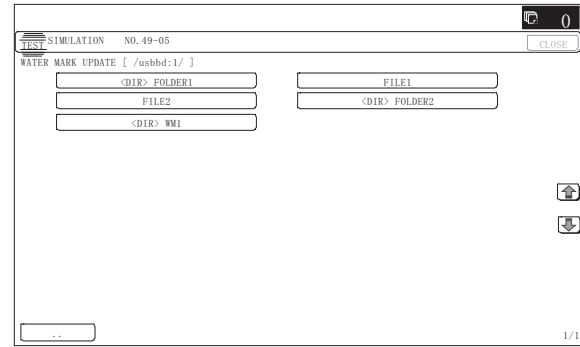 0
TEST SIMULATION NO. 49-05 CLOSE
WATER MARK UPDATE [ /usbbd:1/ ]
<DIR> FOLDER1 FILE1
FILE2 <DIR> FOLDER2
<DIR> WM1
.. 1/1